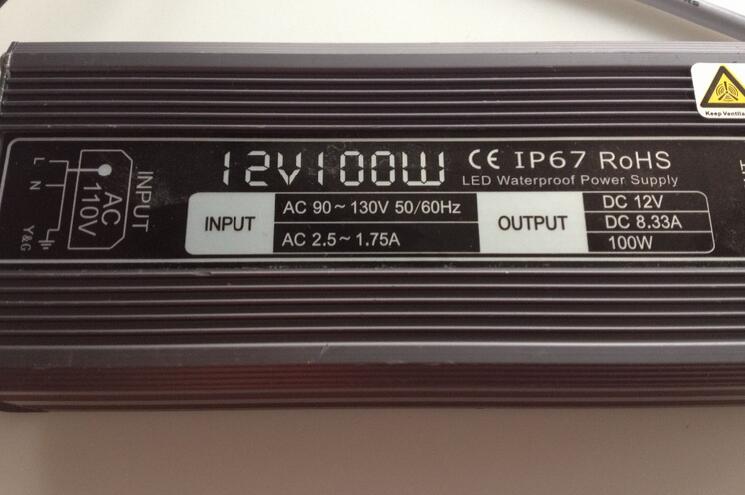 Keep Ventila
12V100W CE IP67 RoHS
LED Waterproof Power Supply
INPUT
AC 110V
L
N
Y&G
INPUT
AC 90~130V 50/60Hz
AC 2.5~1.75A
OUTPUT
DC 12V
DC 8.33A
100W